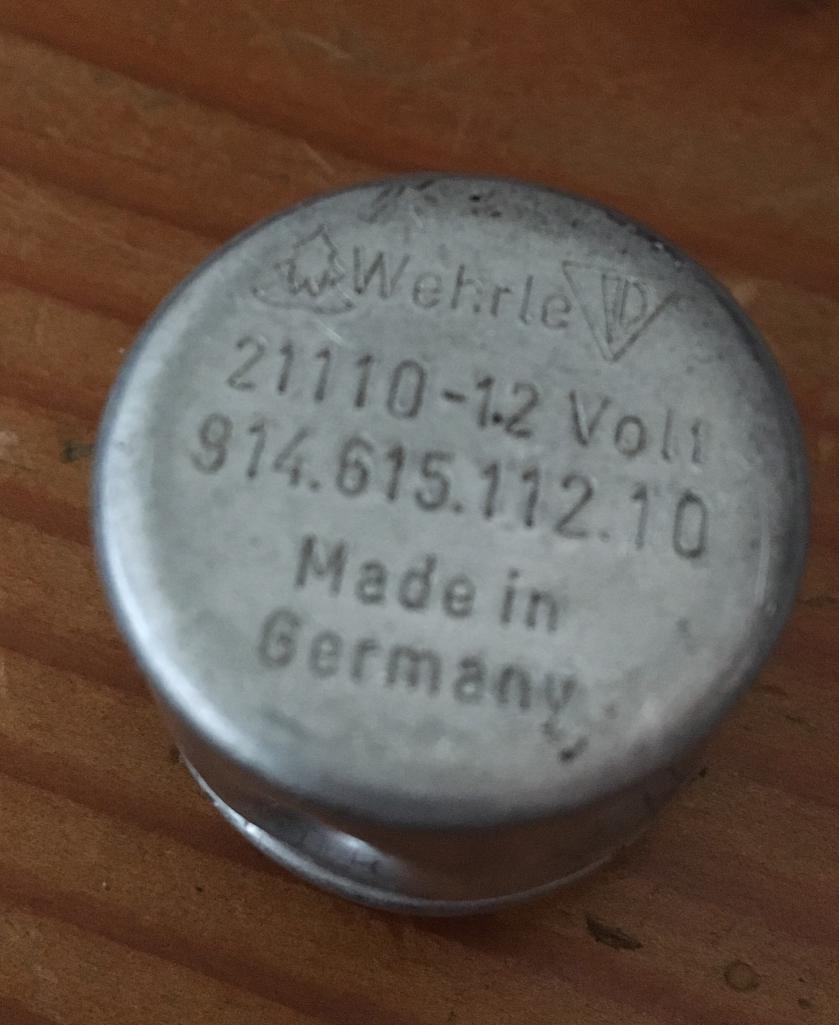 W Wehrle D
21110-12 Volt
914.615.112.10
Made in
Germany